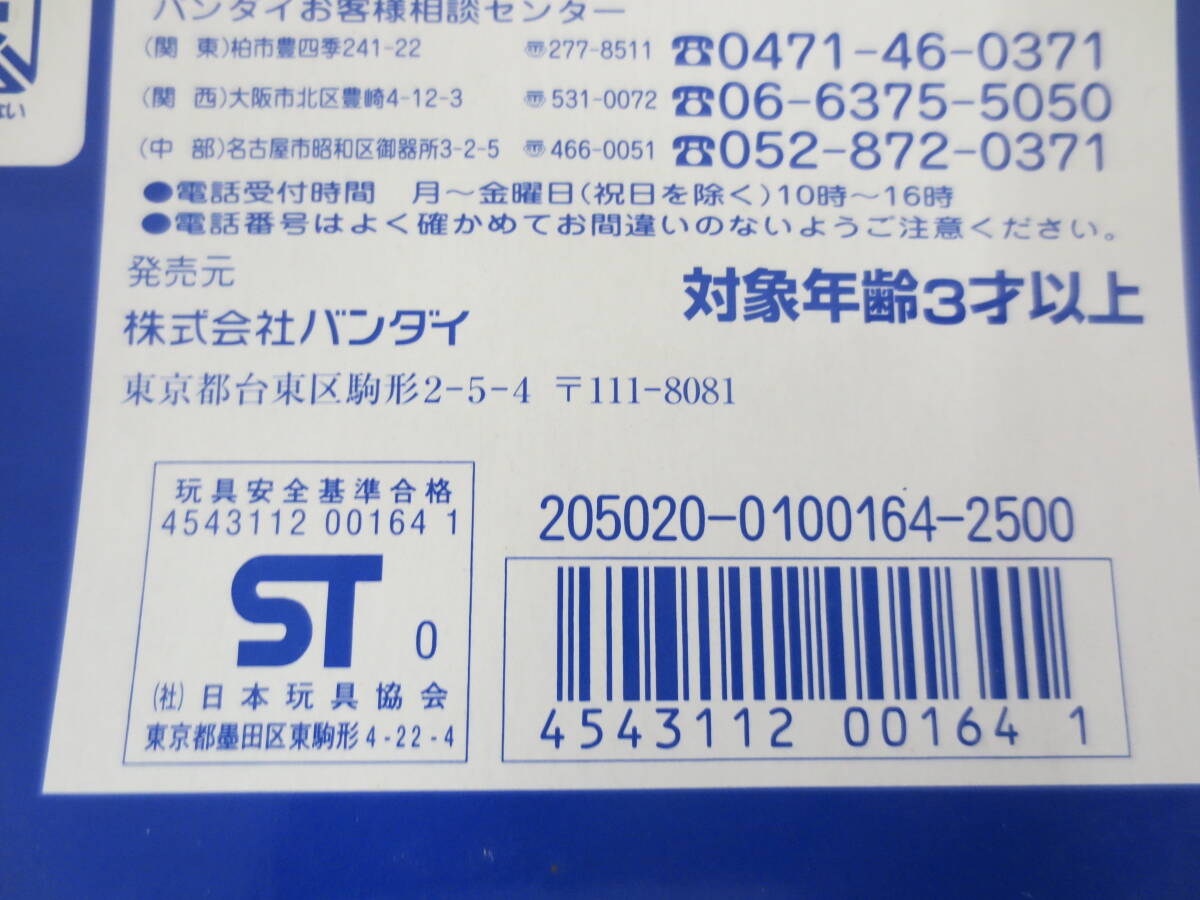 バンダイお客様相談センター
(関 東)柏市豊四季241-22 〒277-8511 ☎0471-46-0371
(関 西)大阪市北区豊崎4-12-3 〒531-0072 ☎06-6375-5050
(中 部)名古屋市昭和区御器所3-2-5 〒466-0051 ☎052-872-0371
●電話受付時間 月～金曜日(祝日を除く)10時～16時
●電話番号はよく確かめてお間違いのないようご注意ください。
発売元
株式会社バンダイ
対象年齢3才以上
東京都台東区駒形2-5-4 〒111-8081
玩具安全基準合格
4543112 00164 1
ST 0
(社)日本玩具協会
東京都墨田区東駒形4-22-4
205020-0100164-2500
4543112 00164 1